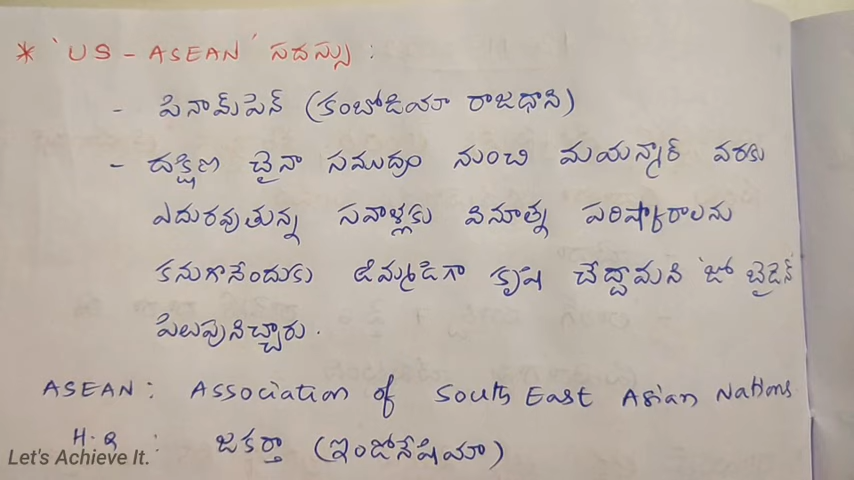 * 'US - ASEAN' సదస్సు :
- పినామ్‌పెన్ (కంబోడియా రాజధాని)
- దక్షిణ చైనా సముద్రం నుంచి మయన్మార్ వరకు
ఎదురవుతున్న సవాళ్లకు వినూత్న పరిష్కారాలను
కనుగొనేందుకు ఉమ్మడిగా కృషి చేద్దామని 'జో బైడెన్'
పిలుపునిచ్చారు.
ASEAN : Association of South East Asian Nations
H.Q : జకర్తా (ఇండోనేషియా)
Let's Achieve It.